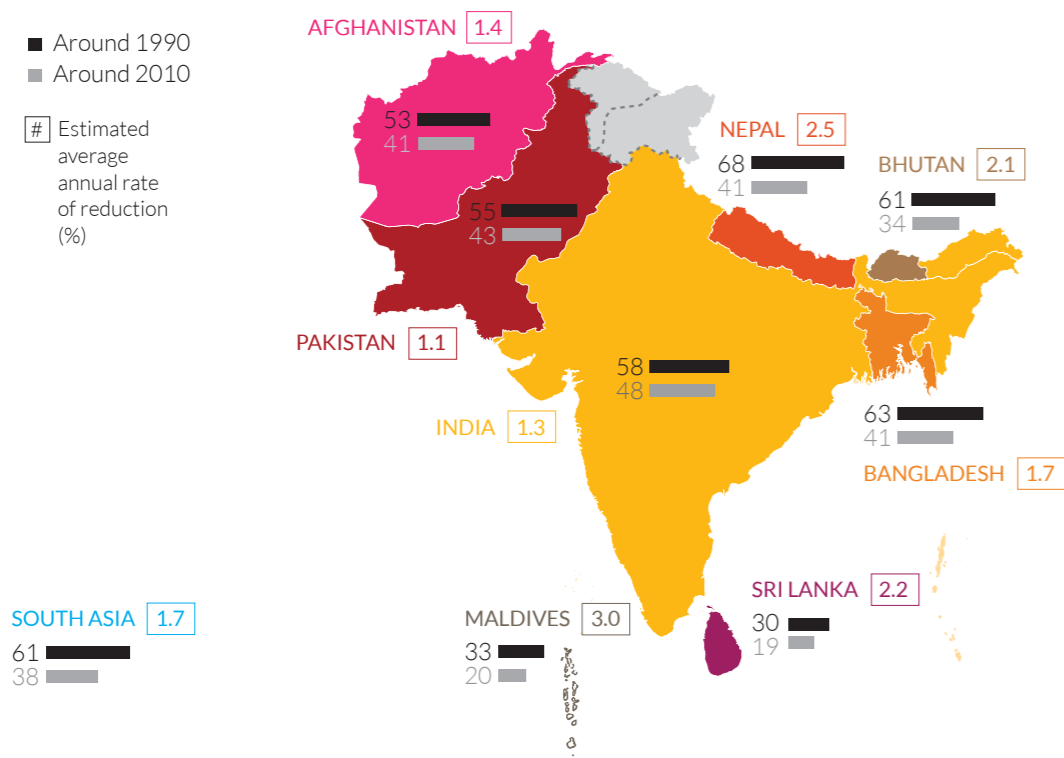 Around 1990
Around 2010
# Estimated
average
annual rate
of reduction
(%)
AFGHANISTAN 1.4
53
41
NEPAL 2.5
68
41
BHUTAN 2.1
61
34
55
43
PAKISTAN 1.1
58
48
INDIA 1.3
63
41
BANGLADESH 1.7
SRI LANKA 2.2
30
19
MALDIVES 3.0
33
20
SOUTH ASIA 1.7
61
38